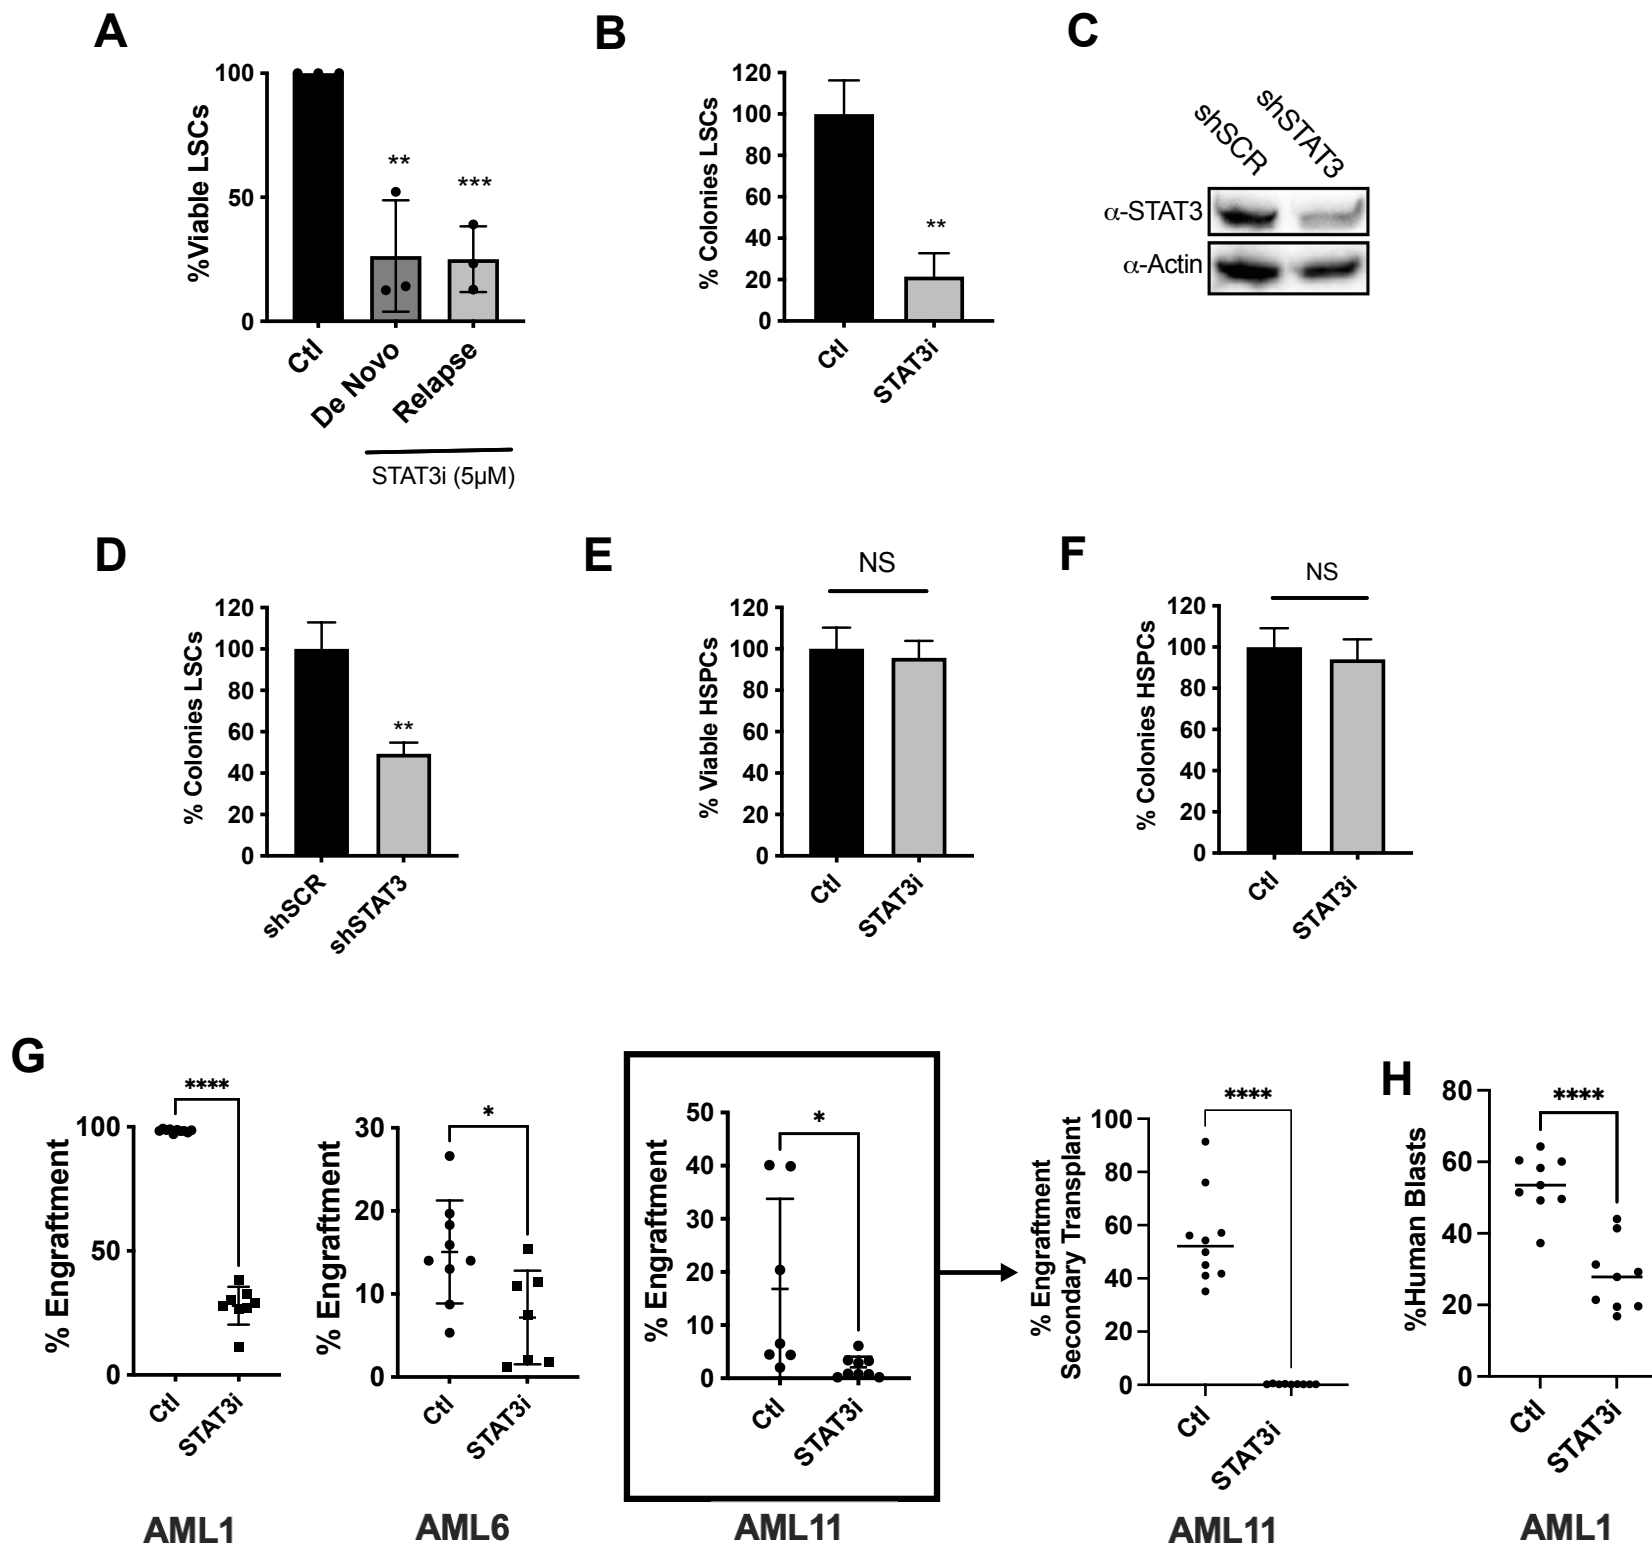 A
%Viable LSCs
100
50
0
**
***
Ctl
De Novo
Relapse
STAT3i (5µM)
B
% Colonies LSCs
120
100
80
60
40
20
0
**
Ctl
STAT3i
C
shSCR
shSTAT3
α-STAT3
α-Actin
D
% Colonies LSCs
120
100
80
60
40
20
0
**
shSCR
shSTAT3
E
NS
% Viable HSPCs
120
100
80
60
40
20
0
Ctl
STAT3i
F
NS
% Colonies HSPCs
120
100
80
60
40
20
0
Ctl
STAT3i
G
****
% Engraftment
100
50
0
Ctl
STAT3i
AML1
*
% Engraftment
30
20
10
0
Ctl
STAT3i
AML6
*
% Engraftment
50
40
30
20
10
0
Ctl
STAT3i
AML11
****
% Engraftment
Secondary Transplant
100
80
60
40
20
0
Ctl
STAT3i
AML11
H
****
%Human Blasts
80
60
40
20
0
Ctl
STAT3i
AML1